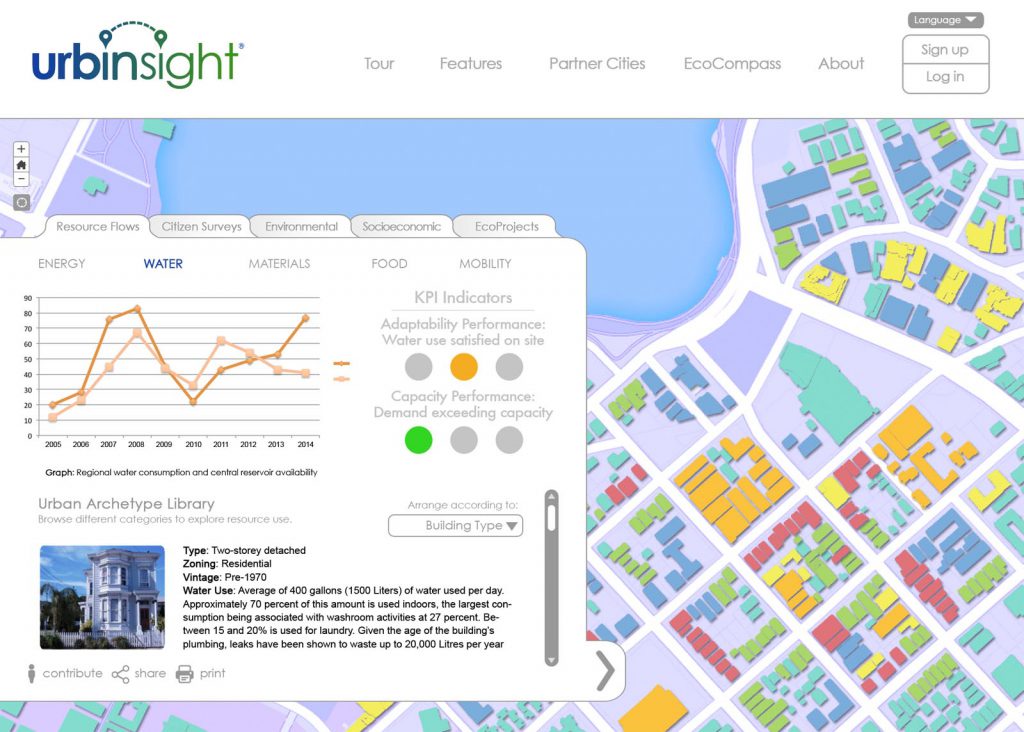 Language
urbinsight®
Tour Features Partner Cities EcoCompass About
Sign up
Log in
+
−
Resource Flows Citizen Surveys Environmental Socioeconomic EcoProjects
ENERGY WATER MATERIALS FOOD MOBILITY
90
80
70
60
50
40
30
20
10
0
2005 2006 2007 2008 2009 2010 2011 2012 2013 2014
KPI Indicators
Adaptability Performance:
Water use satisfied on site
Capacity Performance:
Demand exceeding capacity
Graph: Regional water consumption and central reservoir availability
Urban Archetype Library
Browse different categories to explore resource use.
Arrange according to:
Building Type
Type: Two-storey detached
Zoning: Residential
Vintage: Pre-1970
Water Use: Average of 400 gallons (1500 Liters) of water used per day.
Approximately 70 percent of this amount is used indoors, the largest con-
sumption being associated with washroom activities at 27 percent. Be-
tween 15 and 20% is used for laundry. Given the age of the building's
plumbing, leaks have been shown to waste up to 20,000 Litres per year
contribute share print